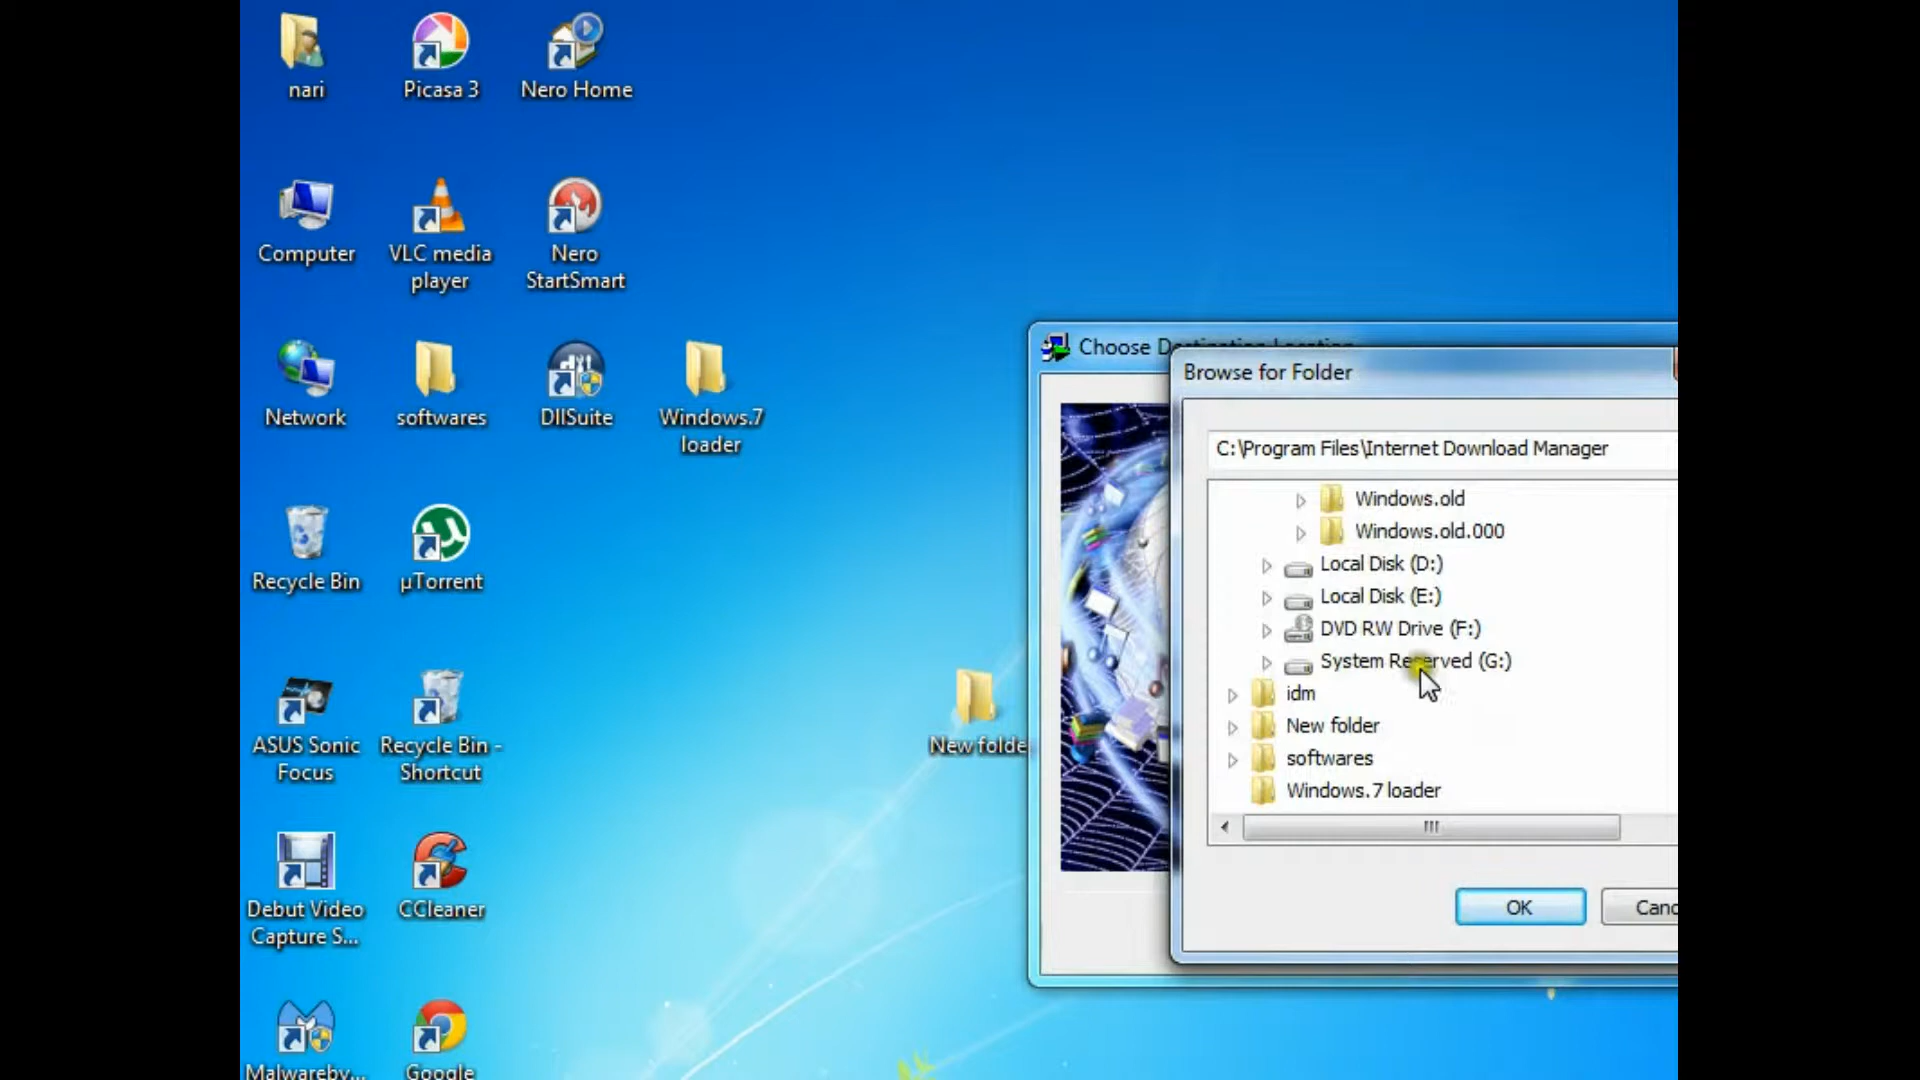 nari
Picasa 3
Nero Home
Computer
VLC media
player
Nero
StartSmart
Network
softwares
DllSuite
Windows.7
loader
Recycle Bin
µTorrent
ASUS Sonic
Focus
Recycle Bin -
Shortcut
New folde
Debut Video
Capture S...
CCleaner
Malwareby...
Google
Choose Destination Location
Browse for Folder
C:\Program Files\Internet Download Manager
Windows.old
Windows.old.000
Local Disk (D:)
Local Disk (E:)
DVD RW Drive (F:)
System Reserved (G:)
idm
New folder
softwares
Windows.7 loader
OK
Canc